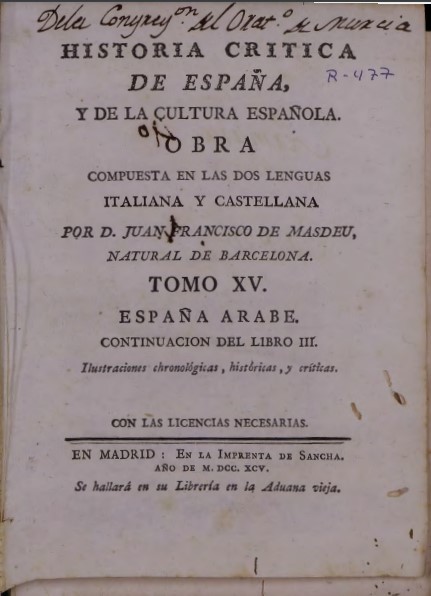 De la Congreg.on del Orat.o de Murcia
HISTORIA CRITICA
R-477
DE ESPAÑA,
Y DE LA CULTURA ESPAÑOLA.
OBRA
COMPUESTA EN LAS DOS LENGUAS
ITALIANA Y CASTELLANA
POR D. JUAN FRANCISCO DE MASDEU,
NATURAL DE BARCELONA.
TOMO XV.
ESPAÑA ARABE.
CONTINUACION DEL LIBRO III.
Ilustraciones chronológicas, históricas, y críticas.
CON LAS LICENCIAS NECESARIAS.
EN MADRID: EN LA IMPRENTA DE SANCHA.
AÑO DE M. DCC. XCV.
Se hallará en su Librería en la Aduana vieja.